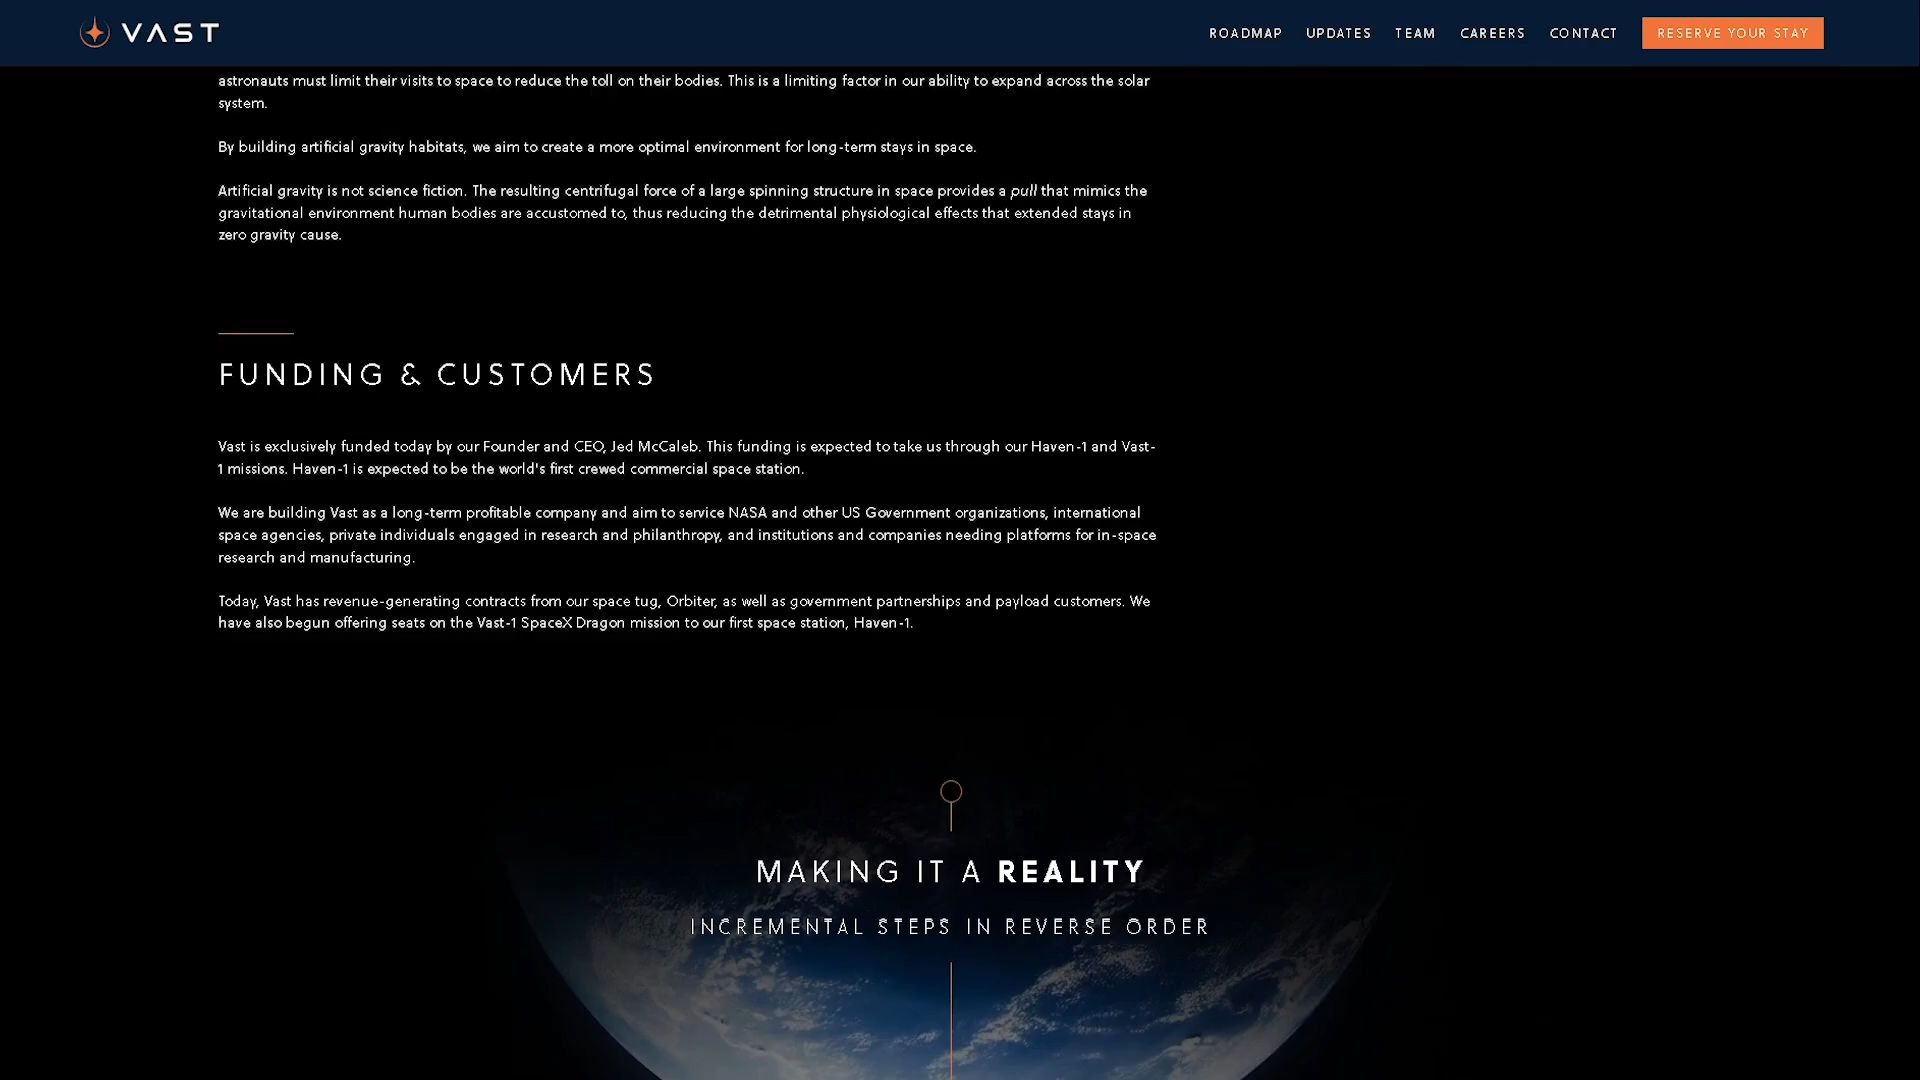 VAST
ROADMAP UPDATES TEAM CAREERS CONTACT RESERVE YOUR STAY
astronauts must limit their visits to space to reduce the toll on their bodies. This is a limiting factor in our ability to expand across the solar
system.
By building artificial gravity habitats, we aim to create a more optimal environment for long-term stays in space.
Artificial gravity is not science fiction. The resulting centrifugal force of a large spinning structure in space provides a pull that mimics the
gravitational environment human bodies are accustomed to, thus reducing the detrimental physiological effects that extended stays in
zero gravity cause.
FUNDING & CUSTOMERS
Vast is exclusively funded today by our Founder and CEO, Jed McCaleb. This funding is expected to take us through our Haven-1 and Vast-
1 missions. Haven-1 is expected to be the world's first crewed commercial space station.
We are building Vast as a long-term profitable company and aim to service NASA and other US Government organizations, international
space agencies, private individuals engaged in research and philanthropy, and institutions and companies needing platforms for in-space
research and manufacturing.
Today, Vast has revenue-generating contracts from our space tug, Orbiter, as well as government partnerships and payload customers. We
have also begun offering seats on the Vast-1 SpaceX Dragon mission to our first space station, Haven-1.
MAKING IT A REALITY
INCREMENTAL STEPS IN REVERSE ORDER